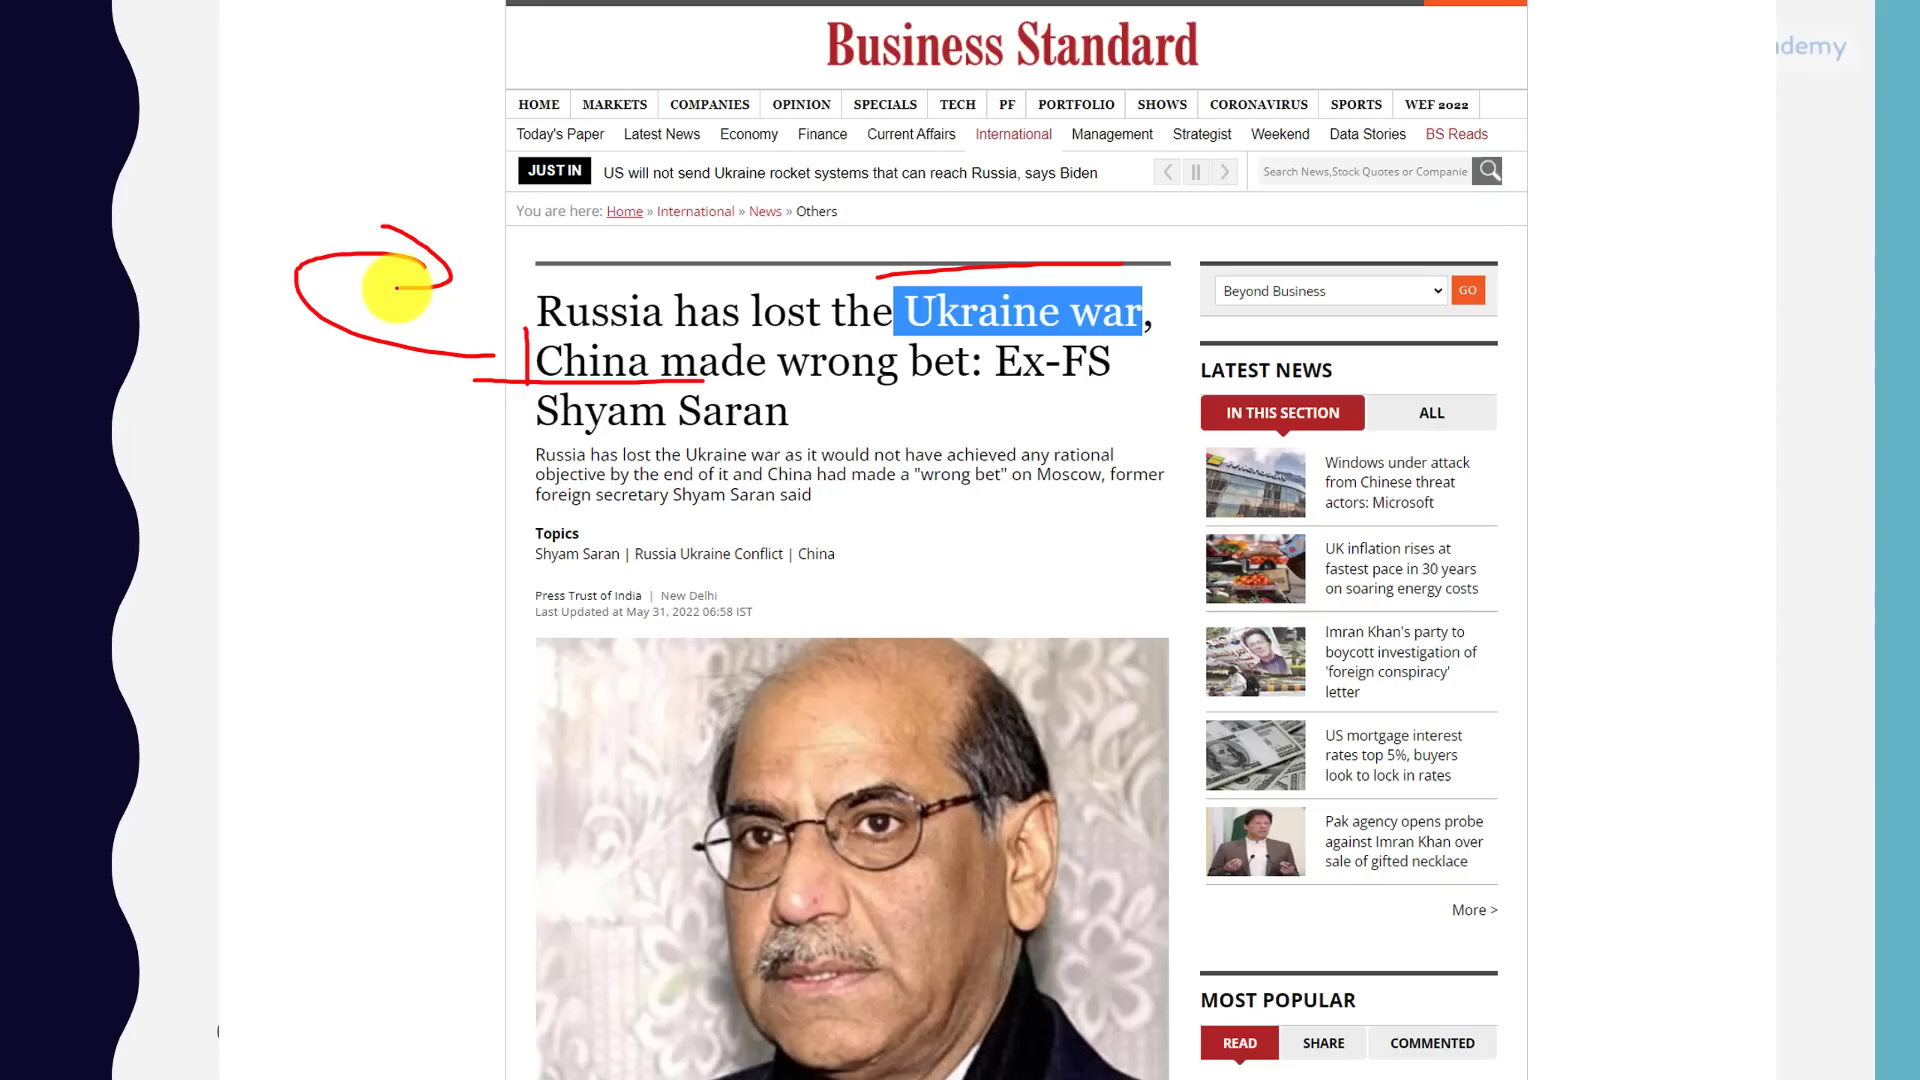 Business Standard
HOME MARKETS COMPANIES OPINION SPECIALS TECH PF PORTFOLIO SHOWS CORONAVIRUS SPORTS WEF 2022
Today's Paper Latest News Economy Finance Current Affairs International Management Strategist Weekend Data Stories BS Reads
JUST IN US will not send Ukraine rocket systems that can reach Russia, says Biden
Search News,Stock Quotes or Companie
You are here: Home » International » News » Others
Russia has lost the Ukraine war,
China made wrong bet: Ex-FS
Shyam Saran
Russia has lost the Ukraine war as it would not have achieved any rational
objective by the end of it and China had made a "wrong bet" on Moscow, former
foreign secretary Shyam Saran said
Topics
Shyam Saran | Russia Ukraine Conflict | China
Press Trust of India | New Delhi
Last Updated at May 31, 2022 06:58 IST
Beyond Business GO
LATEST NEWS
IN THIS SECTION ALL
Windows under attack
from Chinese threat
actors: Microsoft
UK inflation rises at
fastest pace in 30 years
on soaring energy costs
Imran Khan's party to
boycott investigation of
'foreign conspiracy'
letter
US mortgage interest
rates top 5%, buyers
look to lock in rates
Pak agency opens probe
against Imran Khan over
sale of gifted necklace
More >
MOST POPULAR
READ SHARE COMMENTED